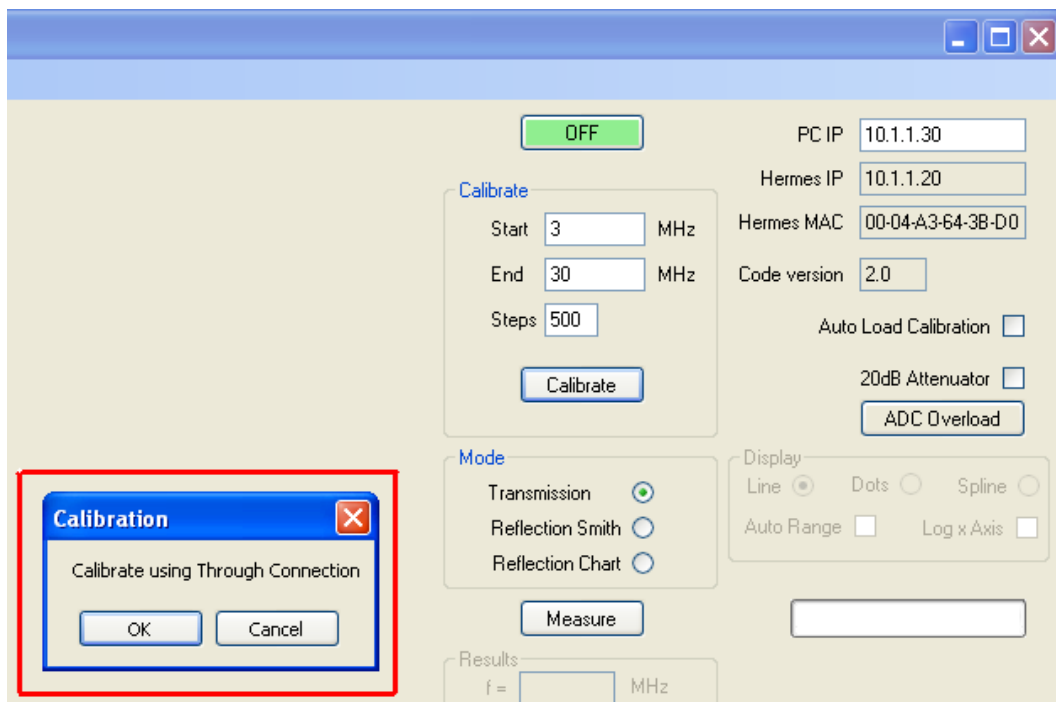 OFF
PC IP 10.1.1.30
Hermes IP 10.1.1.20
Calibrate
Start 3 MHz
Hermes MAC 00-04-A3-64-3B-D0
End 30 MHz
Code version 2.0
Steps 500
Auto Load Calibration
Calibrate
20dB Attenuator
ADC Overload
Mode
Transmission
Reflection Smith
Reflection Chart
Display
Line Dots Spline
Auto Range Log x Axis
Calibration
Calibrate using Through Connection
OK Cancel
Measure
Results
f = MHz